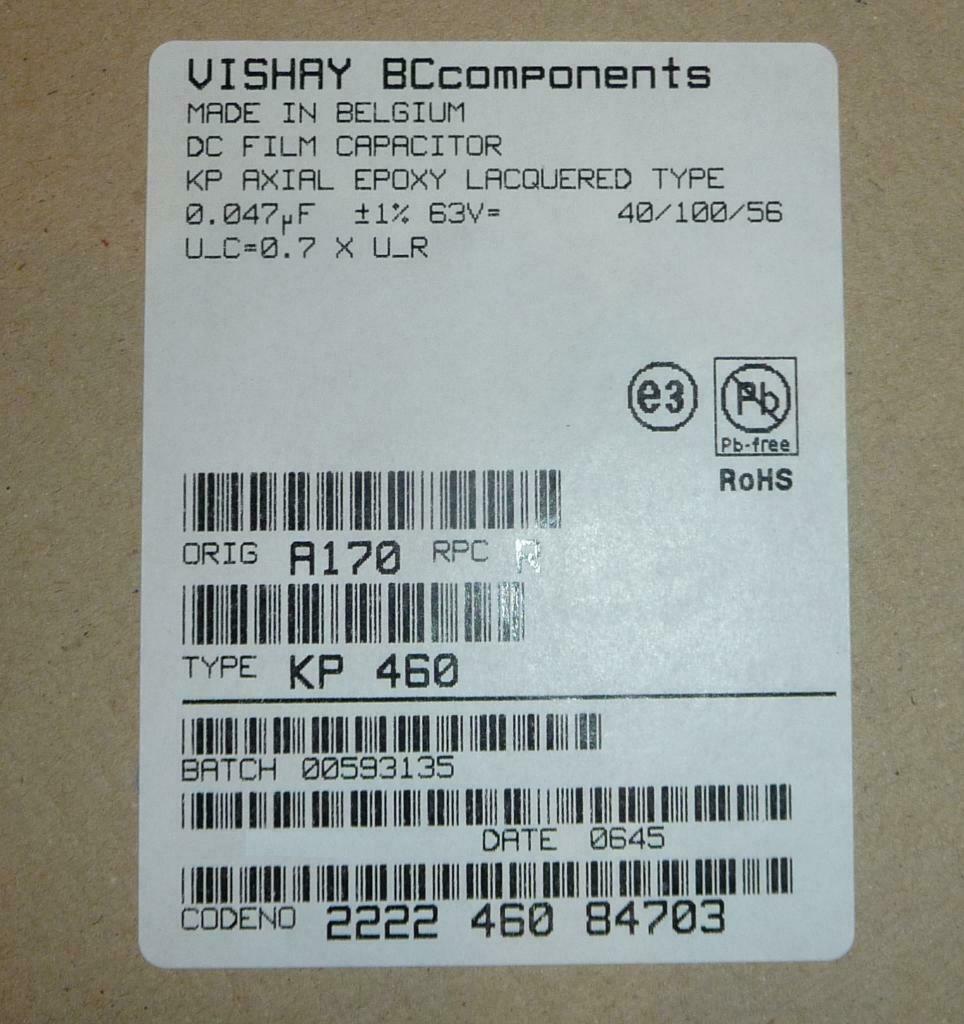 VISHAY BCcomponents
MADE IN BELGIUM
DC FILM CAPACITOR
KP AXIAL EPOXY LACQUERED TYPE
0.047µF ±1% 63V= 40/100/56
U_C=0.7 X U_R
e3 Pb
Pb-free
RoHS
ORIG A170 RPC R
TYPE KP 460
BATCH 00593135
DATE 0645
CODENO 2222 460 84703